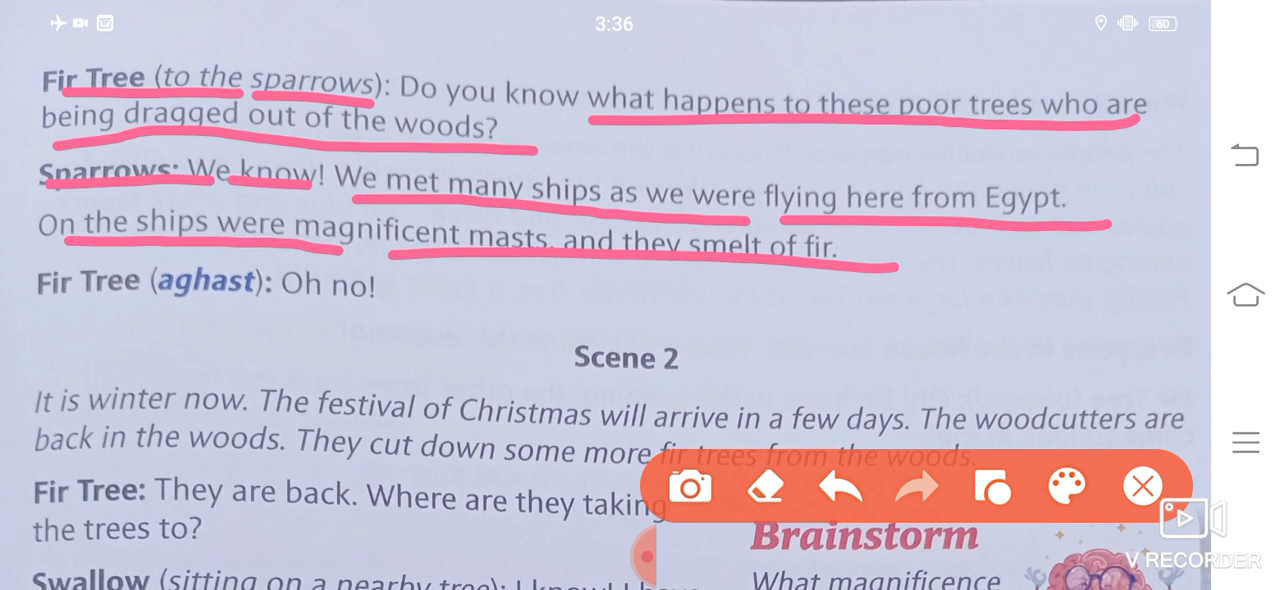 3:36
60
Fir Tree (to the sparrows): Do you know what happens to these poor trees who are
being dragged out of the woods?
Sparrows: We know! We met many ships as we were flying here from Egypt.
On the ships were magnificent masts, and they smelt of fir.
Fir Tree (aghast): Oh no!
Scene 2
It is winter now. The festival of Christmas will arrive in a few days. The woodcutters are
back in the woods. They cut down some more fir trees from the woods.
Fir Tree: They are back. Where are they taking
the trees to?
Swallow (sitting on a nearby tree): I know! I have
Brainstorm
What magnificence
V RECORDER